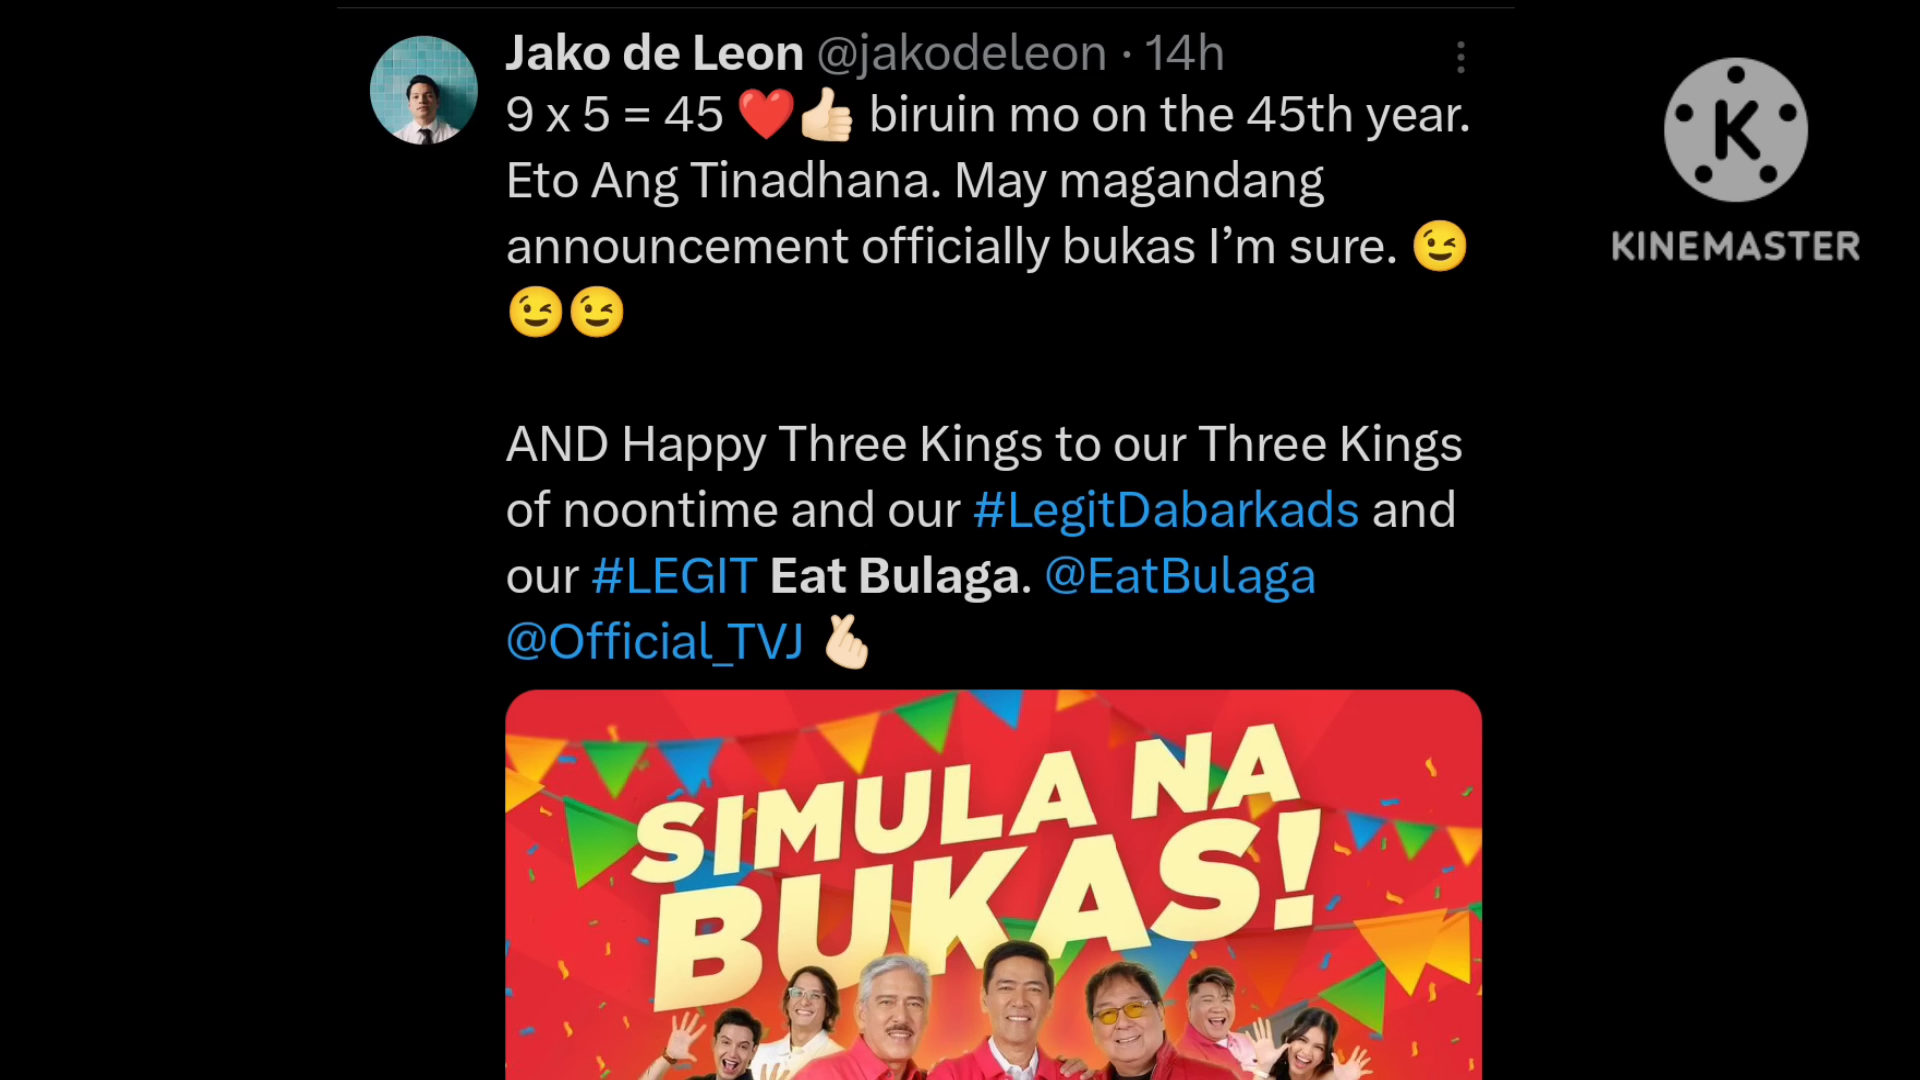 Jako de Leon @jakodeleon · 14h
9 x 5 = 45 ❤️👍🏻 biruin mo on the 45th year.
Eto Ang Tinadhana. May magandang
announcement officially bukas I’m sure. 😉
😉😉
AND Happy Three Kings to our Three Kings
of noontime and our #LegitDabarkads and
our #LEGIT Eat Bulaga. @EatBulaga
@Official_TVJ 🫰🏻
SIMULA NA
BUKAS!
K
KINEMASTER